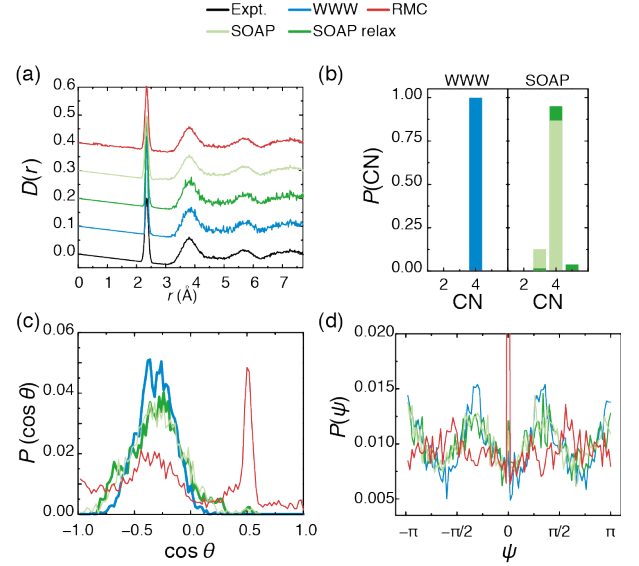 Expt. WWW RMC
SOAP SOAP relax
(a)
0.6
0.5
0.4
0.3
0.2
0.1
0.0
D(r)
0 1 2 3 4 5 6 7
r (Å)
(b)
WWW SOAP
1.00
0.75
0.50
0.25
0.00
P(CN)
2 4 2 4
CN CN
(c)
0.06
0.04
0.02
0.00
P (cos θ)
−1.0 −0.5 0.0 0.5 1.0
cos θ
(d)
0.020
0.015
0.010
0.005
P(ψ)
−π −π/2 0 π/2 π
ψ